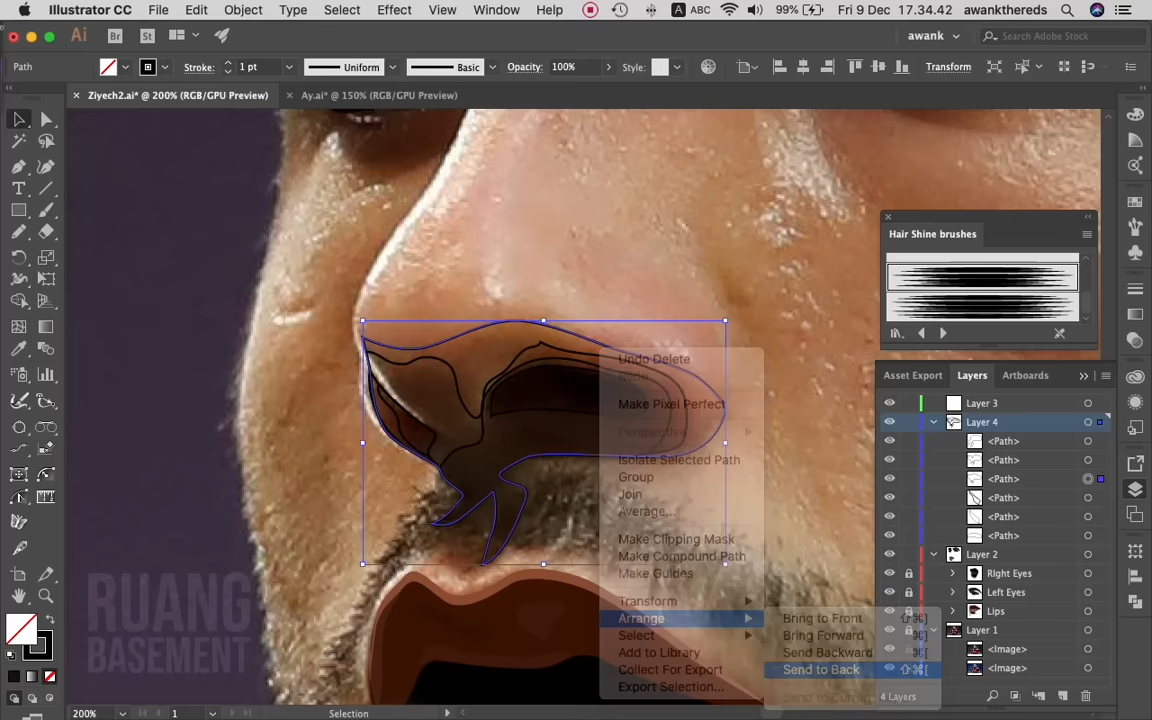 Illustrator CC File Edit Object Type Select Effect View Window Help A ABC 99% Fri 9 Dec 17.34.42 awankthereds
Ai Br St awank Search Adobe Stock
Path Stroke: 1 pt Uniform Basic Opacity: 100% Style: Transform
× Ziyech2.ai* @ 200% (RGB/GPU Preview) × Ay.ai* @ 150% (RGB/GPU Preview)
Hair Shine brushes
Undo Delete
Make Pixel Perfect
Perspective
Isolate Selected Path
Group
Join
Average...
Make Clipping Mask
Make Compound Path
Make Guides
Transform
Arrange
Select
Add to Library
Collect For Export
Export Selection...
Bring to Front ⇧⌘]
Bring Forward ⌘]
Send Backward ⌘[
Send to Back ⇧⌘[
Asset Export Layers Artboards
Layer 3
Layer 4
<Path>
<Path>
<Path>
<Path>
<Path>
<Path>
Layer 2
RIght Eyes
Left Eyes
Lips
Layer 1
<Image>
<Image>
4 Layers
RUANG
BASEMENT
200% 1 Selection